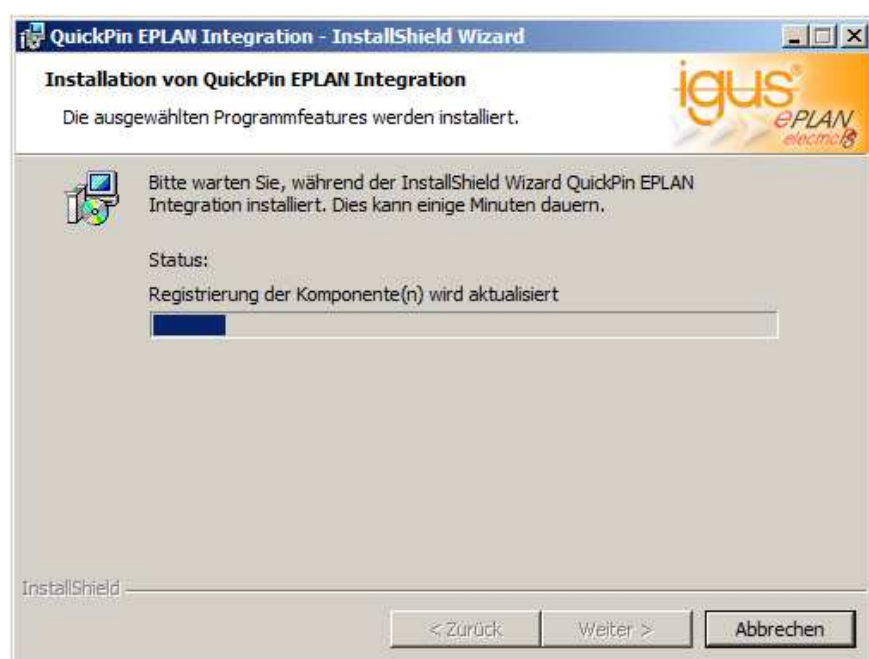 QuickPin EPLAN Integration - InstallShield Wizard
Installation von QuickPin EPLAN Integration
Die ausgewählten Programmfeatures werden installiert.
igus®
ePLAN
electric P8
Bitte warten Sie, während der InstallShield Wizard QuickPin EPLAN
Integration installiert. Dies kann einige Minuten dauern.
Status:
Registrierung der Komponente(n) wird aktualisiert
InstallShield
< Zurück
Weiter >
Abbrechen